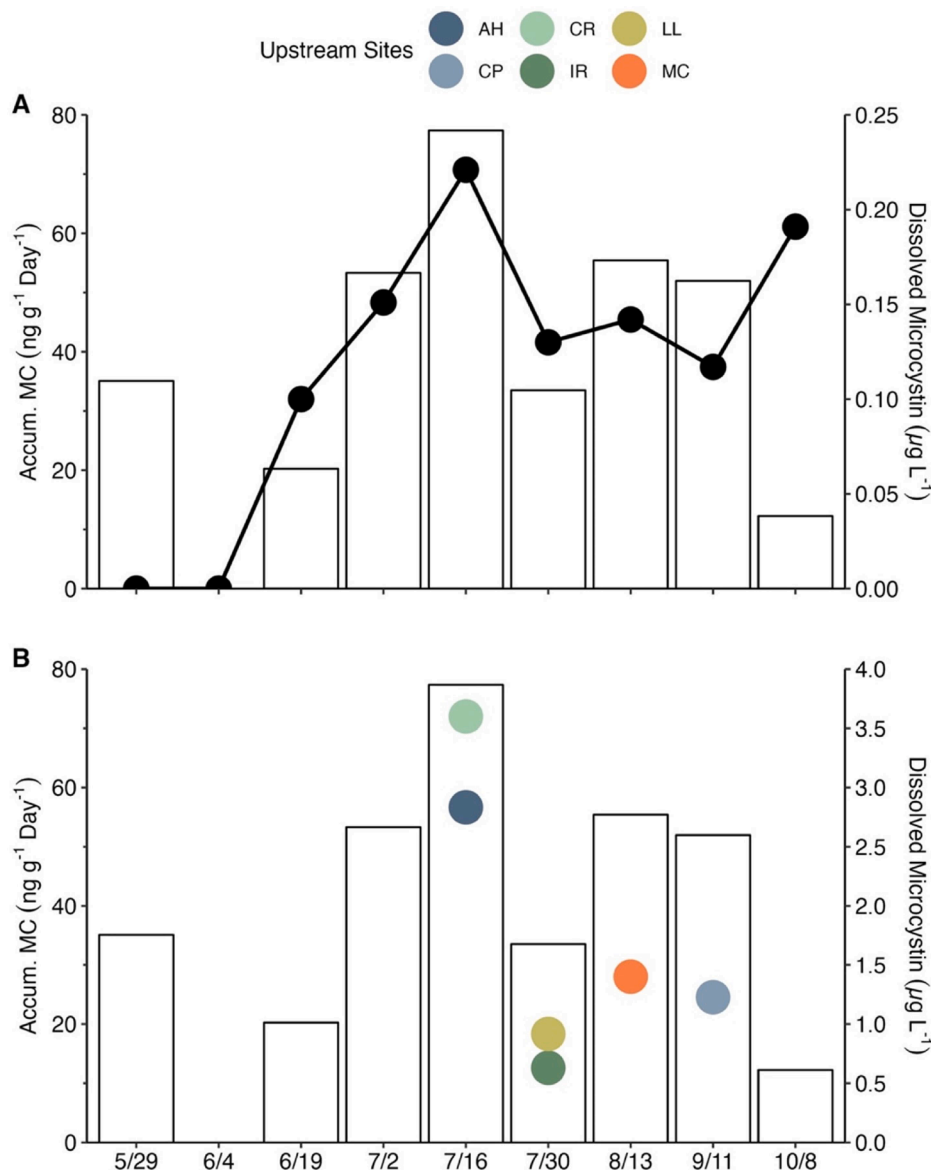 Upstream Sites
AH CR LL
CP IR MC
A
80 0.25
0.20
60
0.15
40
0.10
20
0.05
0 0.00
Accum. MC (ng g⁻¹ Day⁻¹)
Dissolved Microcystin (µg L⁻¹)
B
80 4.0
3.5
60 3.0
2.5
40 2.0
1.5
20 1.0
0.5
0 0.0
Accum. MC (ng g⁻¹ Day⁻¹)
Dissolved Microcystin (µg L⁻¹)
5/29 6/4 6/19 7/2 7/16 7/30 8/13 9/11 10/8